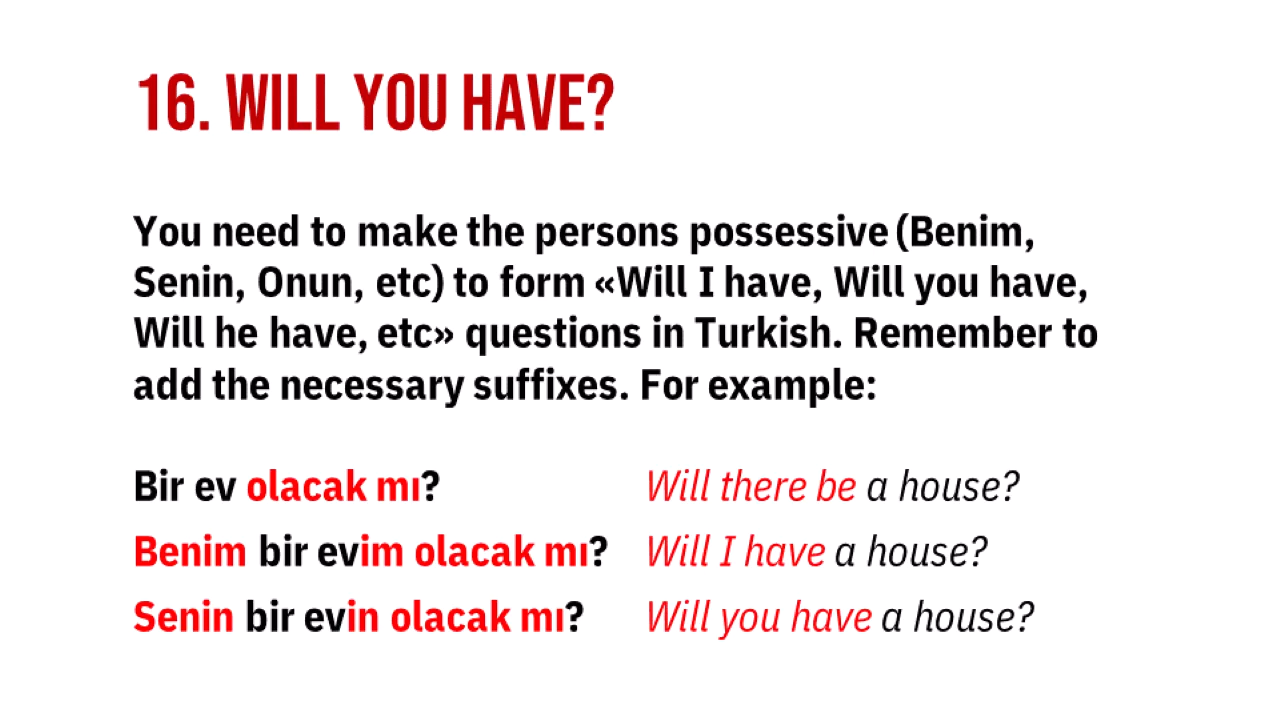 16. WILL YOU HAVE?
You need to make the persons possessive (Benim,
Senin, Onun, etc) to form «Will I have, Will you have,
Will he have, etc» questions in Turkish. Remember to
add the necessary suffixes. For example:
Bir ev olacak mı? Will there be a house?
Benim bir evim olacak mı? Will I have a house?
Senin bir evin olacak mı? Will you have a house?